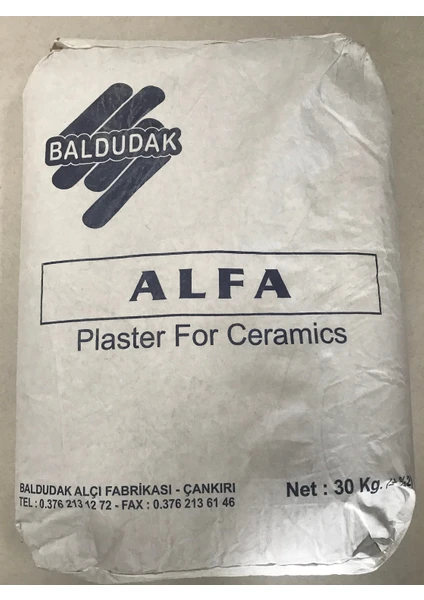 BALDUDAK
ALFA
Plaster For Ceramics
BALDUDAK ALÇI FABRİKASI - ÇANKIRI
TEL : 0.376 213 12 72 - FAX : 0.376 213 61 46
Net : 30 Kg.